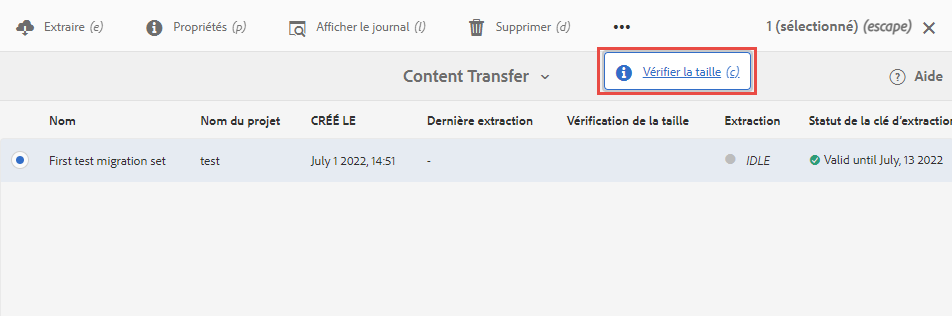 Extraire (e) Propriétés (p) Afficher le journal (l) Supprimer (d) ••• 1 (sélectionné) (escape)
Content Transfer Vérifier la taille (c) Aide
Nom Nom du projet CRÉÉ LE Dernière extraction Vérification de la taille Extraction Statut de la clé d'extraction
First test migration set test July 1 2022, 14:51 - IDLE Valid until July, 13 2022